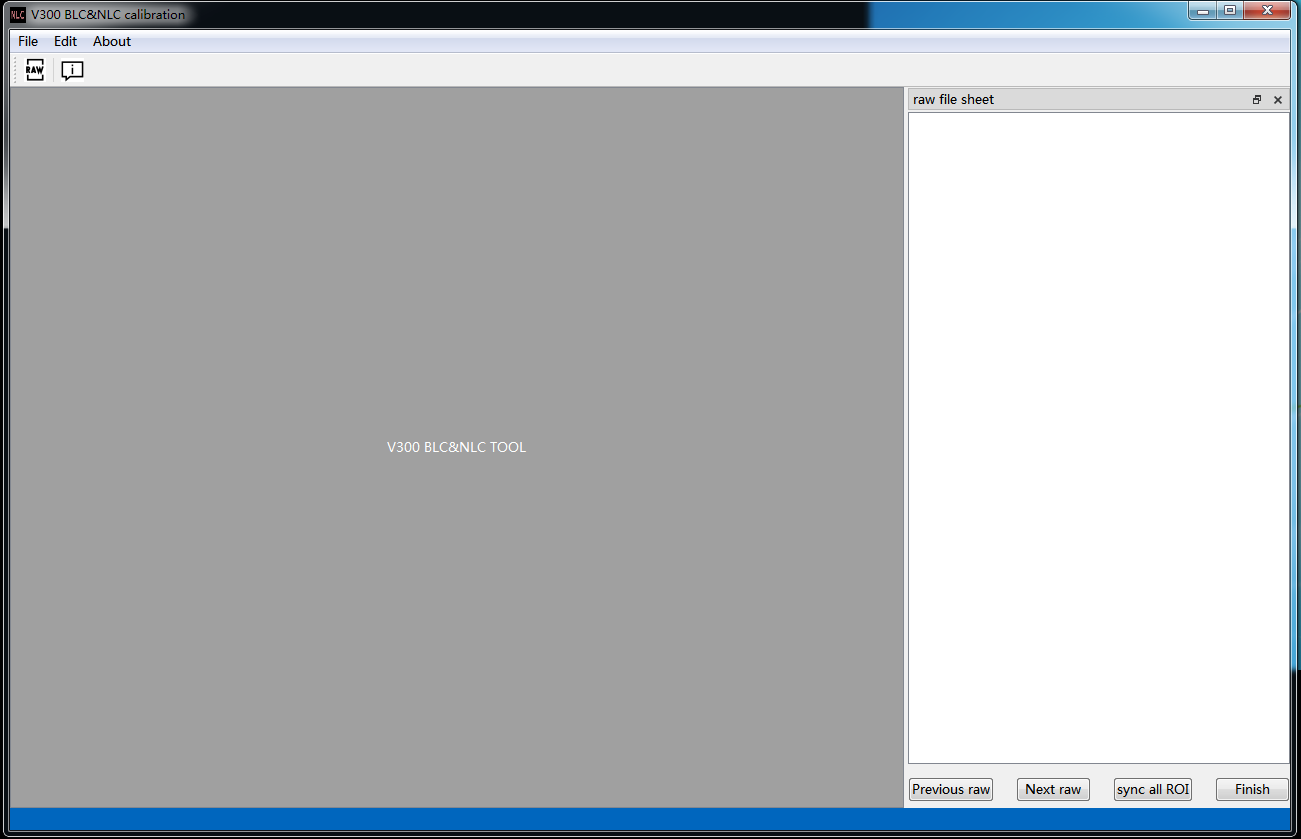 NLC V300 BLC&NLC calibration
File Edit About
RAW i
raw file sheet
V300 BLC&NLC TOOL
Previous raw Next raw sync all ROI Finish